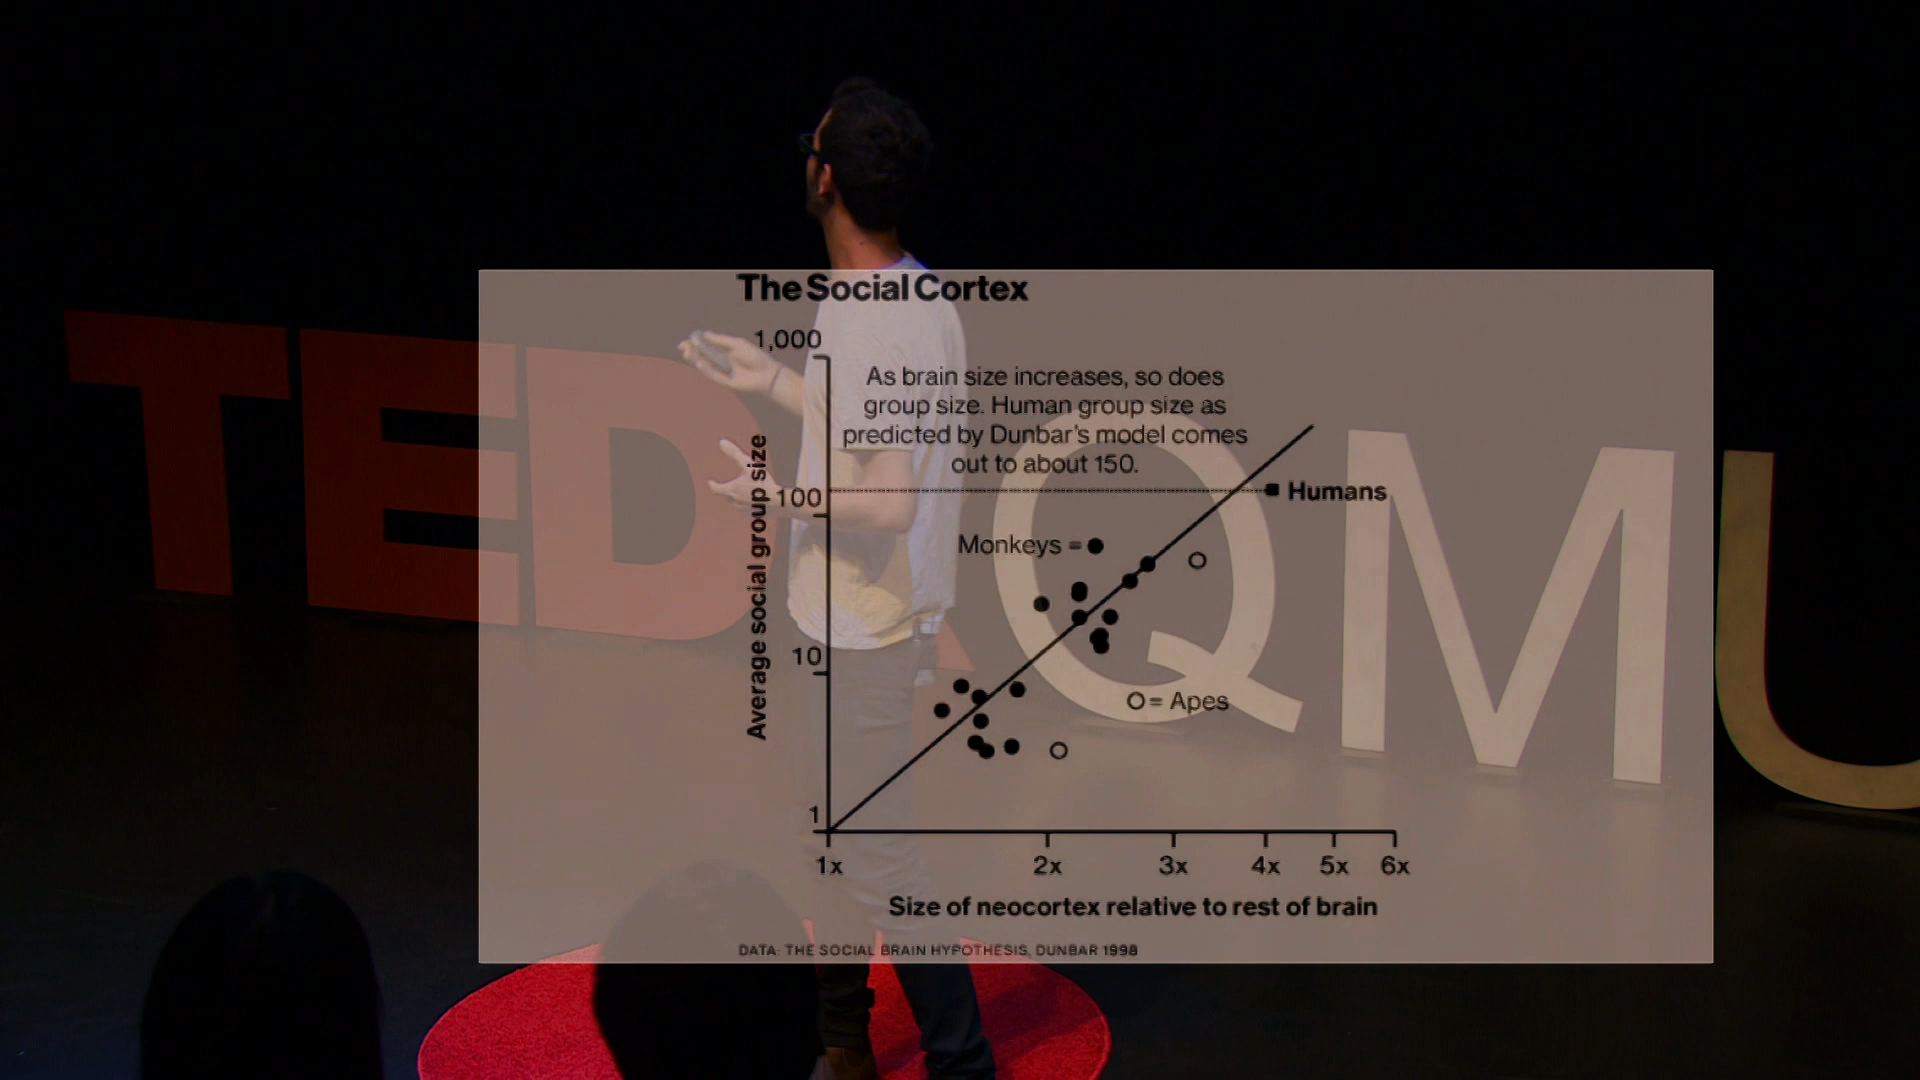 The Social Cortex
1,000
As brain size increases, so does
group size. Human group size as
predicted by Dunbar's model comes
out to about 150.
Humans
100
Monkeys =
Average social group size
10
= Apes
1
1x 2x 3x 4x 5x 6x
Size of neocortex relative to rest of brain
DATA: THE SOCIAL BRAIN HYPOTHESIS, DUNBAR 1998
TEDxQMU